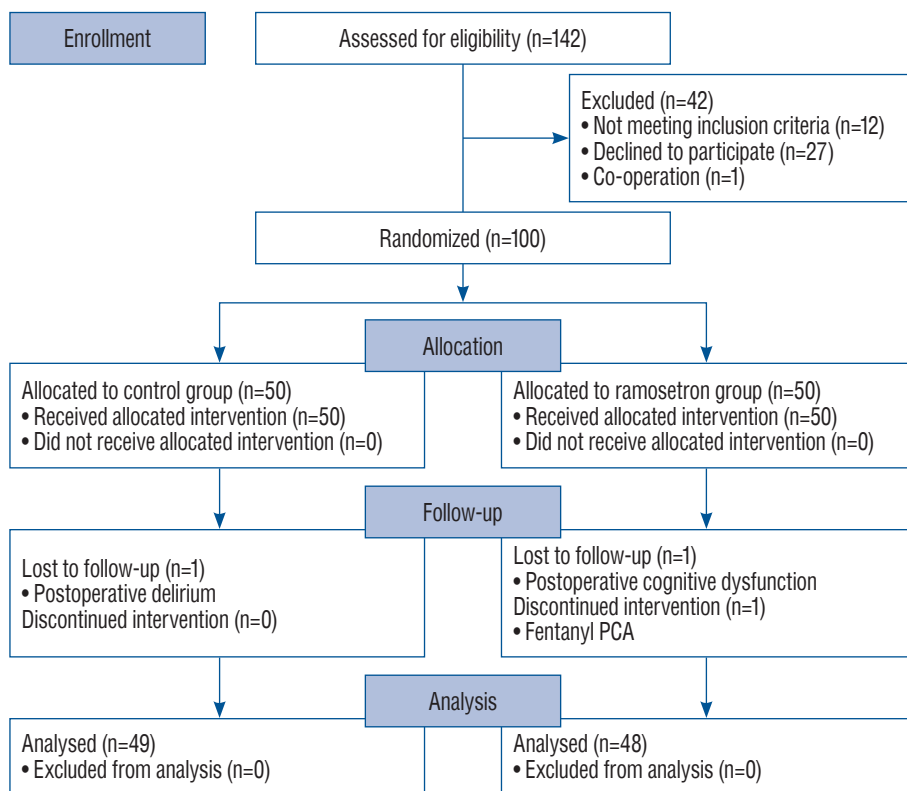 Enrollment
Assessed for eligibility (n=142)
Excluded (n=42)
• Not meeting inclusion criteria (n=12)
• Declined to participate (n=27)
• Co-operation (n=1)
Randomized (n=100)
Allocation
Allocated to control group (n=50)
• Received allocated intervention (n=50)
• Did not receive allocated intervention (n=0)
Allocated to ramosetron group (n=50)
• Received allocated intervention (n=50)
• Did not receive allocated intervention (n=0)
Follow-up
Lost to follow-up (n=1)
• Postoperative delirium
Discontinued intervention (n=0)
Lost to follow-up (n=1)
• Postoperative cognitive dysfunction
Discontinued intervention (n=1)
• Fentanyl PCA
Analysis
Analysed (n=49)
• Excluded from analysis (n=0)
Analysed (n=48)
• Excluded from analysis (n=0)